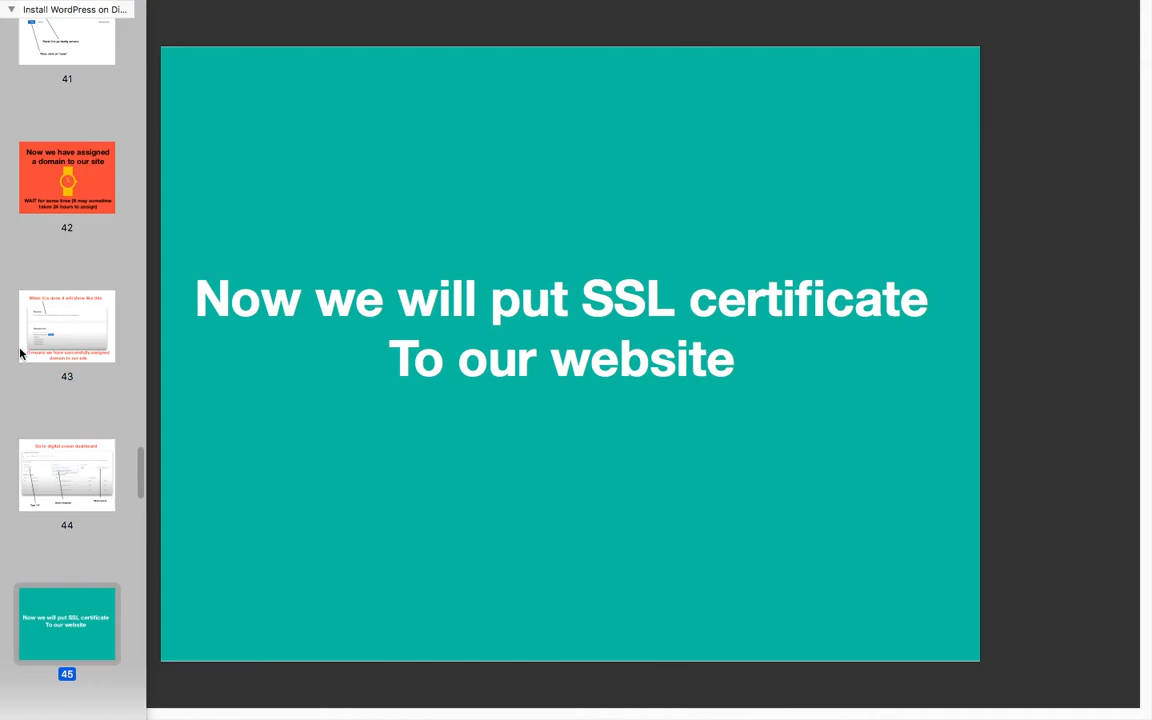 Install WordPress on Di...
41
Now we have assigned
a domain to our site
WAIT for some time (It may sometime
takes 24 hours to assign)
42
When it is done it will show like this
means we have successfully assigned
domain to our site
43
Go to digital ocean dashboard
44
Now we will put SSL certificate
To our website
45
Now we will put SSL certificate
To our website